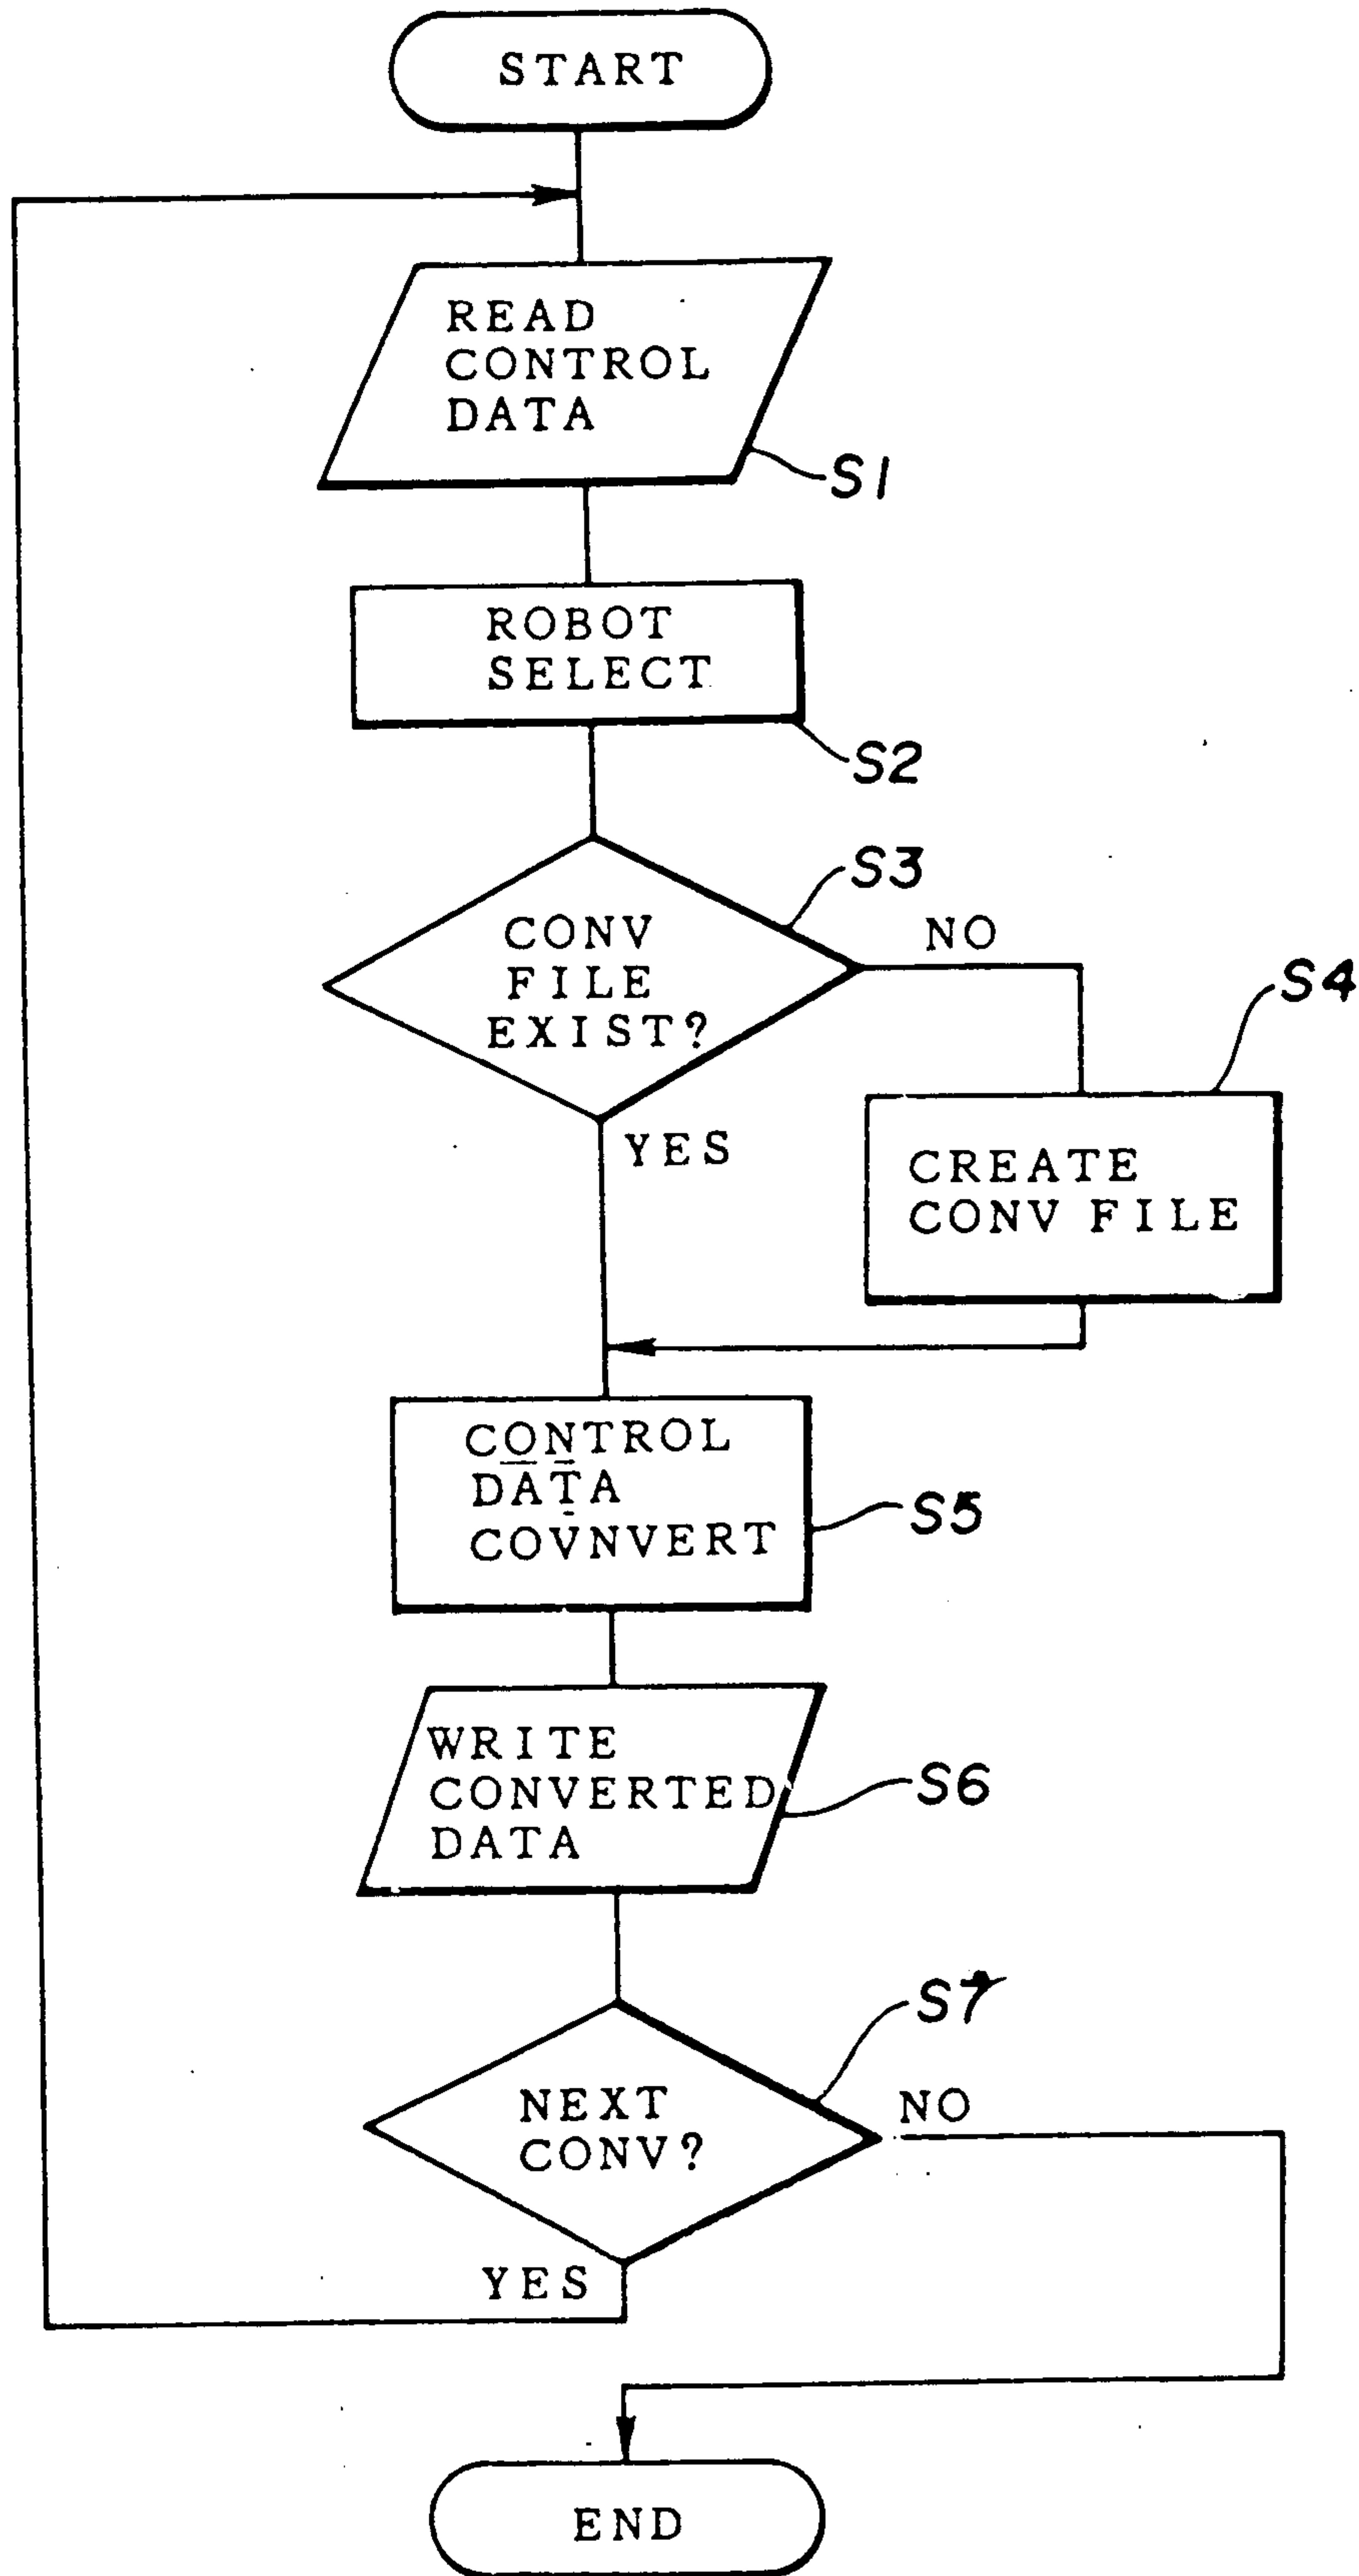 START
READ
CONTROL
DATA
S1
ROBOT
SELECT
S2
S3
CONV
FILE
EXIST?
NO
S4
YES
CREATE
CONV FILE
CONTROL
DATA
COVNVERT
S5
WRITE
CONVERTED
DATA
S6
S7
NEXT
CONV?
NO
YES
END